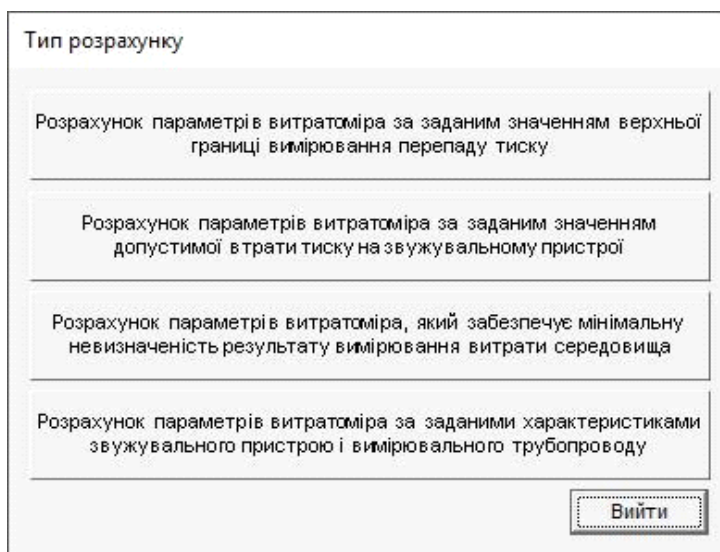 Тип розрахунку
Розрахунок параметрів витратоміра за заданим значенням верхньої
границі вимірювання перепаду тиску
Розрахунок параметрів витратоміра за заданим значенням
допустимої втрати тиску на звужувальному пристрої
Розрахунок параметрів витратоміра, який забезпечує мінімальну
невизначеність результату вимірювання витрати середовища
Розрахунок параметрів витратоміра за заданими характеристиками
звужувального пристрою і вимірювального трубопроводу
Вийти